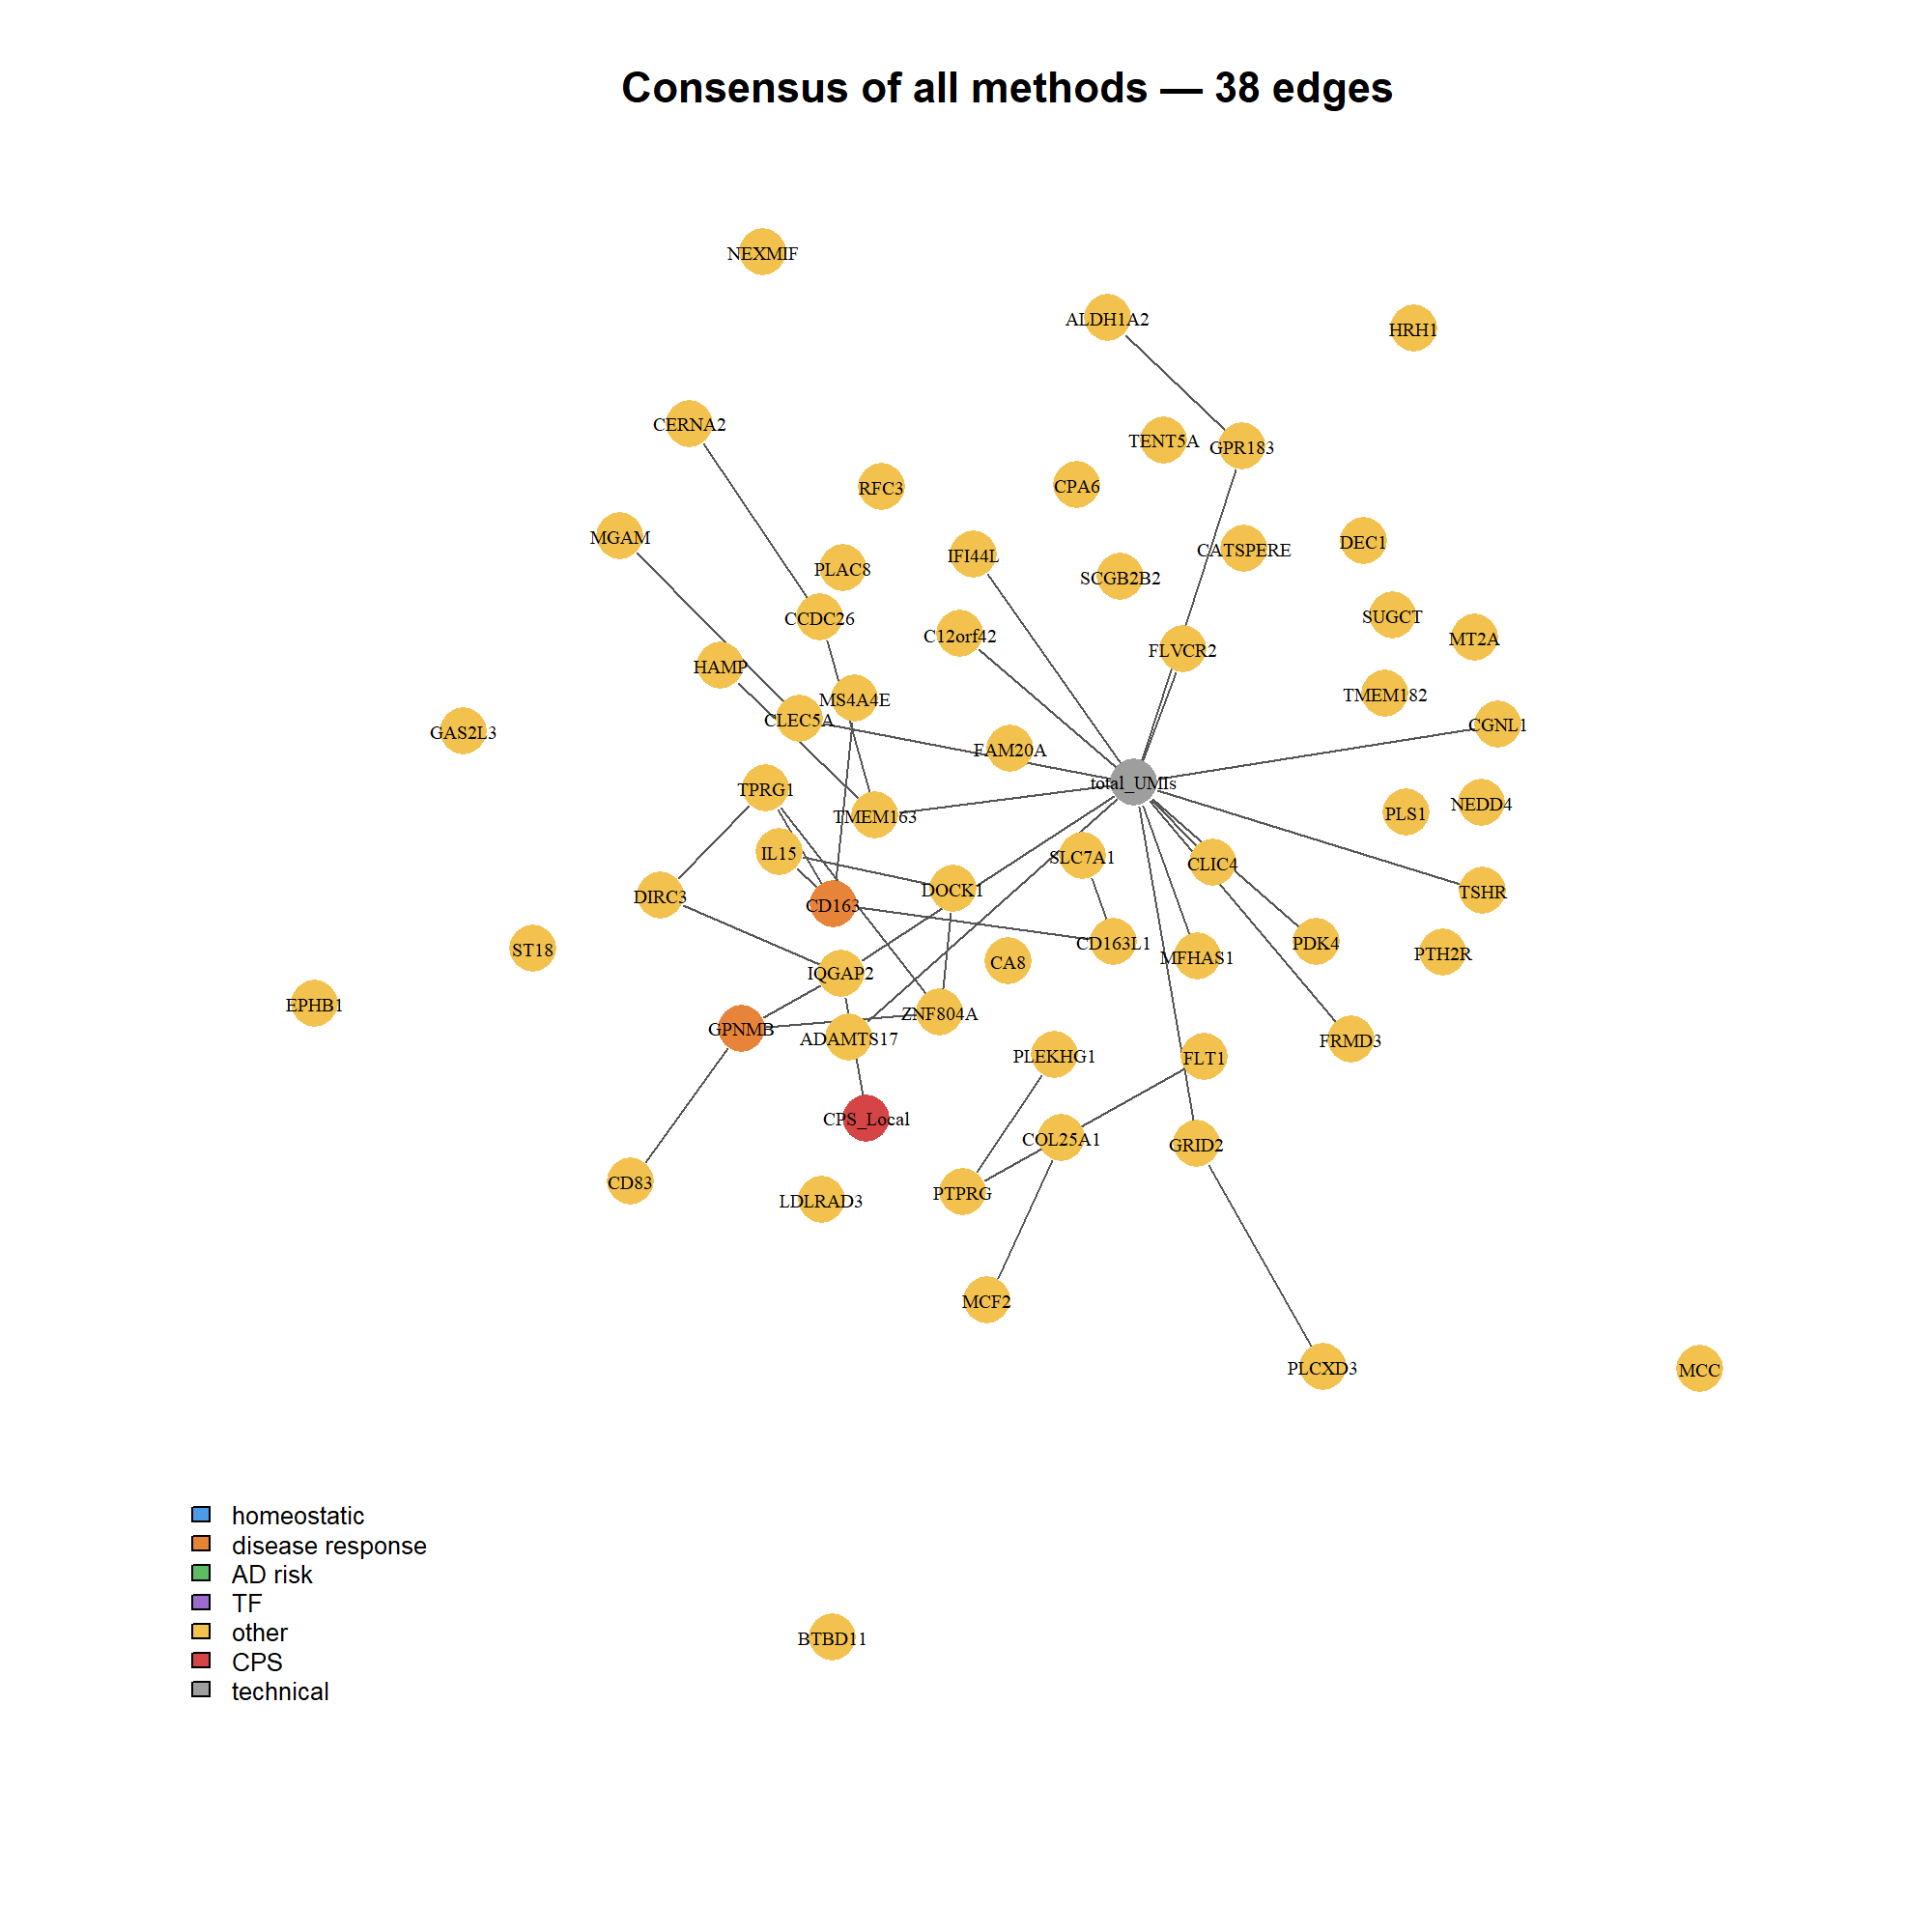 Consensus of all methods — 38 edges
NEXMIF
ALDH1A2
HRH1
CERNA2
TENT5A
GPR183
RFC3
CPA6
MGAM
DEC1
CATSPERE
IFI44L
PLAC8
SCGB2B2
CCDC26
SUGCT
C12orf42
MT2A
FLVCR2
HAMP
TMEM182
MS4A4E
CLEC5A
CGNL1
GAS2L3
FAM20A
total_UMIs
TPRG1
NEDD4
PLS1
TMEM163
IL15
SLC7A1
CLIC4
DOCK1
TSHR
DIRC3
CD163
CD163L1
PDK4
ST18
PTH2R
MFHAS1
CA8
IQGAP2
EPHB1
ZNF804A
GPNMB
ADAMTS17
FRMD3
PLEKHG1
FLT1
CPS_Local
COL25A1
GRID2
CD83
PTPRG
LDLRAD3
MCF2
PLCXD3
MCC
homeostatic
disease response
AD risk
TF
other
CPS
technical
BTBD11